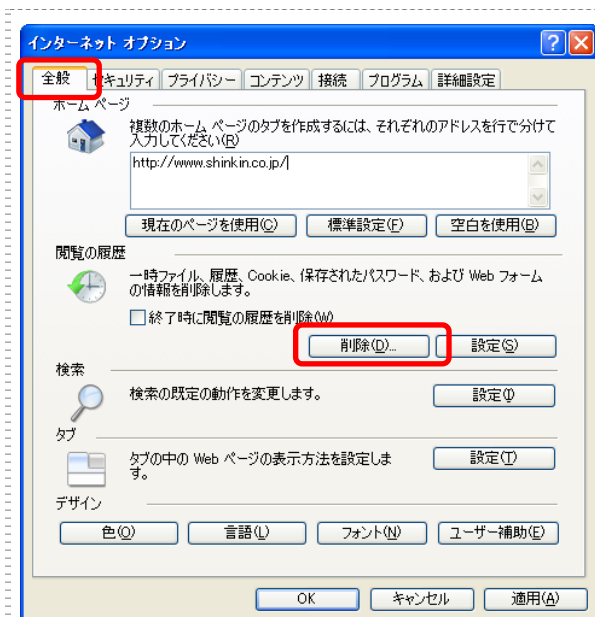 インターネット オプション
全般 セキュリティ プライバシー コンテンツ 接続 プログラム 詳細設定
ホーム ページ
複数のホーム ページのタブを作成するには、それぞれのアドレスを行で分けて
入力してください(R)
http://www.shinkin.co.jp/
現在のページを使用(C) 標準設定(F) 空白を使用(B)
閲覧の履歴
一時ファイル、履歴、Cookie、保存されたパスワード、および Web フォーム
の情報を削除します。
終了時に閲覧の履歴を削除(W)
削除(D)... 設定(S)
検索
検索の既定の動作を変更します。 設定(I)
タブ
タブの中の Web ページの表示方法を設定しま
す。
設定(T)
デザイン
色(O) 言語(L) フォント(N) ユーザー補助(E)
OK キャンセル 適用(A)